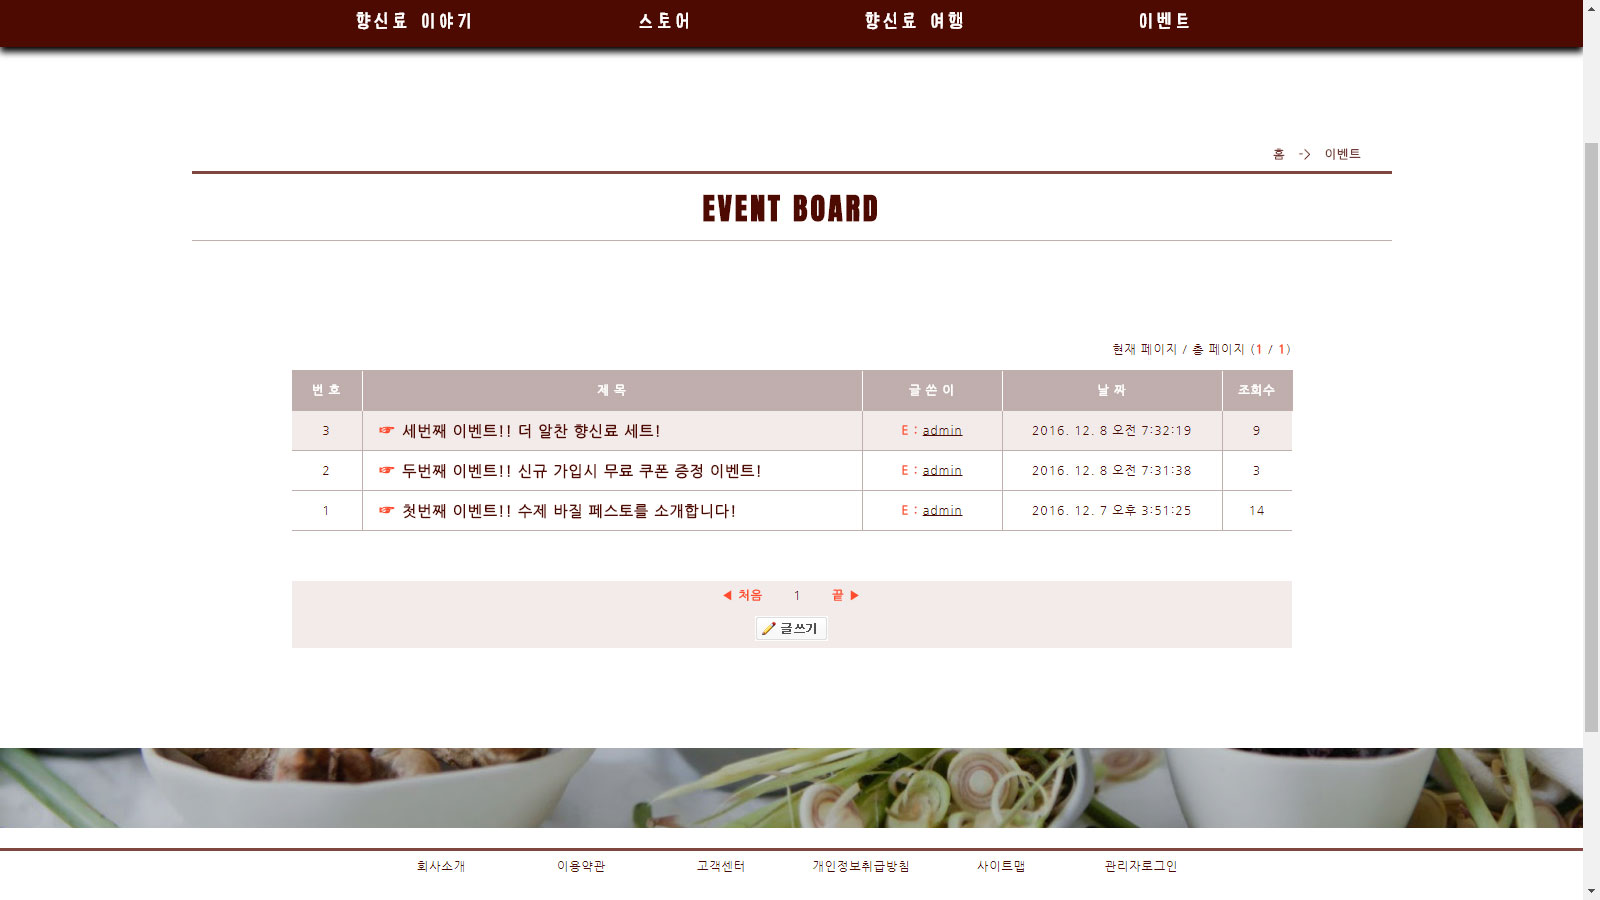 향신료 이야기 스토어 향신료 여행 이벤트
홈 -> 이벤트
EVENT BOARD
현재 페이지 / 총 페이지 (1 / 1)
번 호 제 목 글 쓴 이 날 짜 조회수
3 ☞ 세번째 이벤트!! 더 알찬 향신료 세트! E : admin 2016. 12. 8 오전 7:32:19 9
2 ☞ 두번째 이벤트!! 신규 가입시 무료 쿠폰 증정 이벤트! E : admin 2016. 12. 8 오전 7:31:38 3
1 ☞ 첫번째 이벤트!! 수제 바질 페스토를 소개합니다! E : admin 2016. 12. 7 오후 3:51:25 14
◀ 처음 1 끝 ▶
글쓰기
회사소개 이용약관 고객센터 개인정보취급방침 사이트맵 관리자로그인